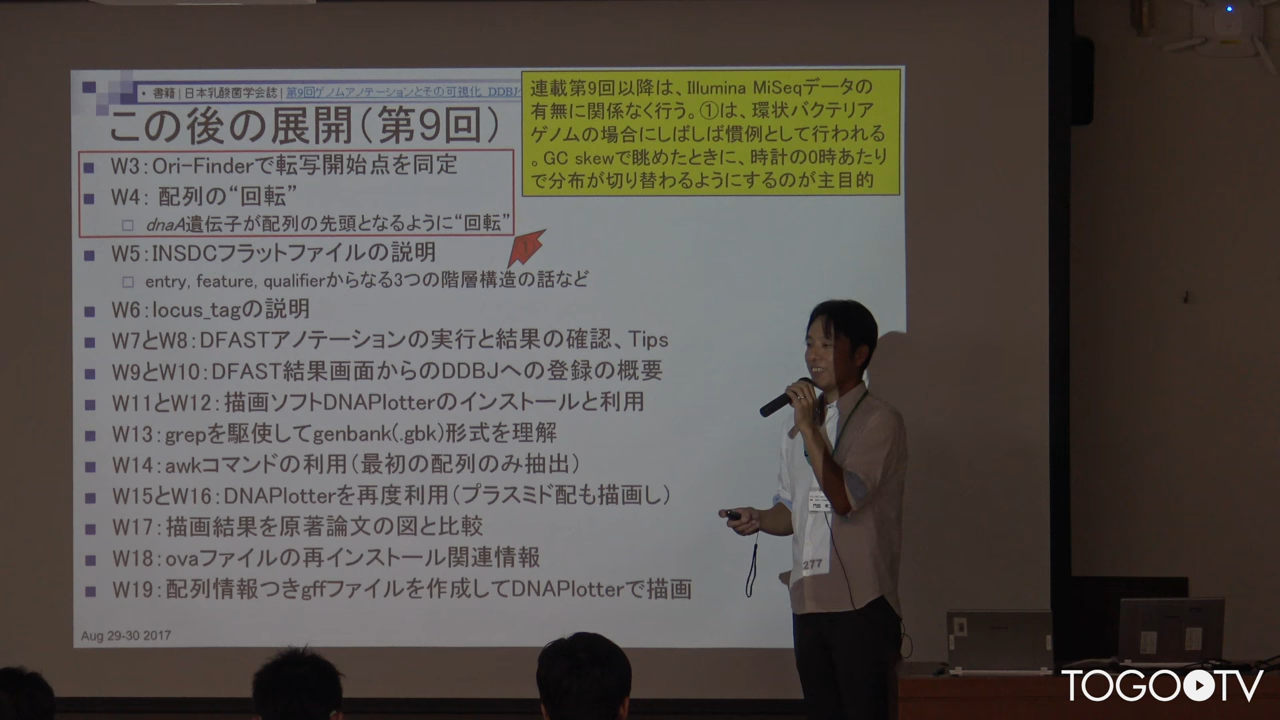 ・ 書籍 | 日本乳酸菌学会誌 | 第9回ゲノムアノテーションとその可視化、DDBJ
この後の展開(第9回)
連載第9回以降は、Illumina MiSeqデータの
有無に関係なく行う。①は、環状バクテリア
ゲノムの場合にしばしば慣例として行われる
。GC skewで眺めたときに、時計の0時あたり
で分布が切り替わるようにするのが主目的
W3:Ori-Finderで転写開始点を同定
W4: 配列の“回転”
dnaA遺伝子が配列の先頭となるように“回転”
①
W5:INSDCフラットファイルの説明
entry, feature, qualifierからなる3つの階層構造の話など
W6:locus_tagの説明
W7とW8:DFASTアノテーションの実行と結果の確認、Tips
W9とW10:DFAST結果画面からのDDBJへの登録の概要
W11とW12:描画ソフトDNAPlotterのインストールと利用
W13:grepを駆使してgenbank(.gbk)形式を理解
W14:awkコマンドの利用(最初の配列のみ抽出)
W15とW16:DNAPlotterを再度利用(プラスミド配も描画し)
W17:描画結果を原著論文の図と比較
W18:ovaファイルの再インストール関連情報
W19:配列情報つきgffファイルを作成してDNAPlotterで描画
Aug 29-30 2017
277
TOGOTV